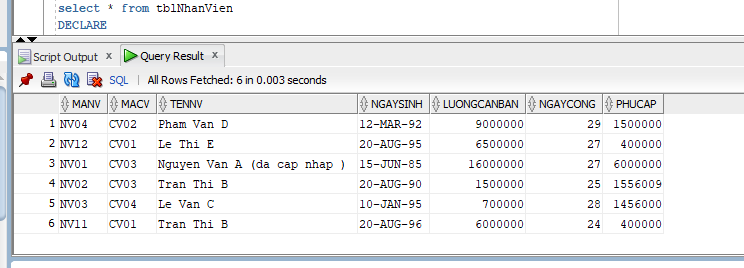 select * from tblNhanVien
DECLARE
Script Output x Query Result x
SQL | All Rows Fetched: 6 in 0.003 seconds
MANV MACV TENNV NGAYSINH LUONGCANBAN NGAYCONG PHUCAP
1 NV04 CV02 Pham Van D 12-MAR-92 9000000 29 1500000
2 NV12 CV01 Le Thi E 20-AUG-95 6500000 27 400000
3 NV01 CV03 Nguyen Van A (da cap nhap ) 15-JUN-85 16000000 27 6000000
4 NV02 CV03 Tran Thi B 20-AUG-90 1500000 25 1556009
5 NV03 CV04 Le Van C 10-JAN-95 700000 28 1456000
6 NV11 CV01 Tran Thi B 20-AUG-96 6000000 24 400000